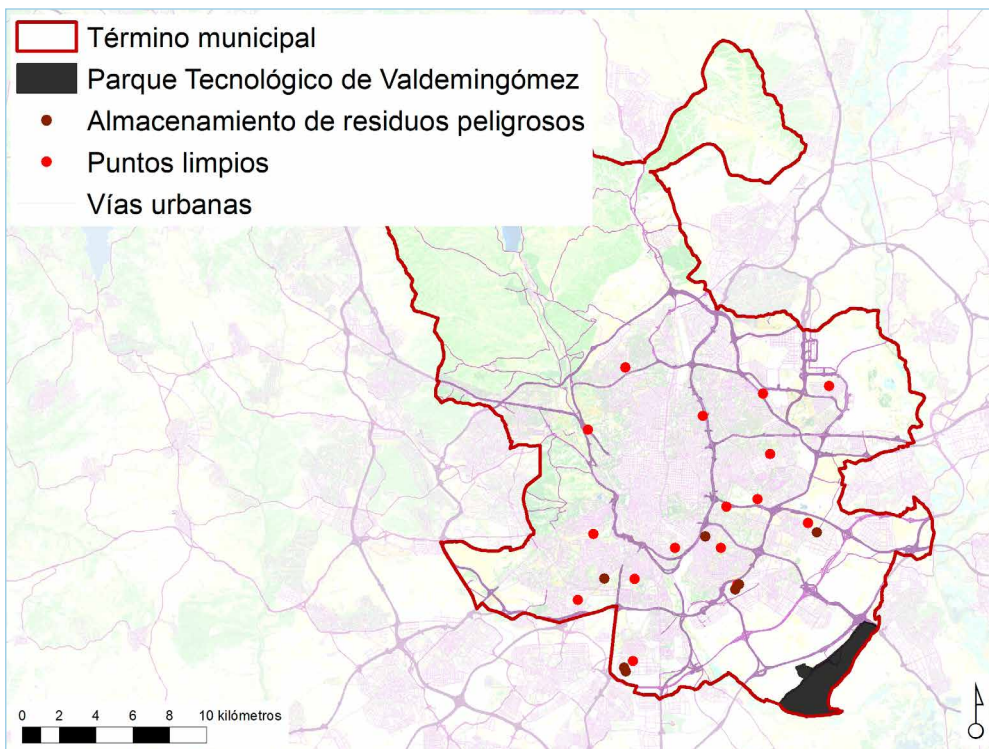 Término municipal
Parque Tecnológico de Valdemingómez
Almacenamiento de residuos peligrosos
Puntos limpios
Vías urbanas
0 2 4 6 8 10 kilómetros